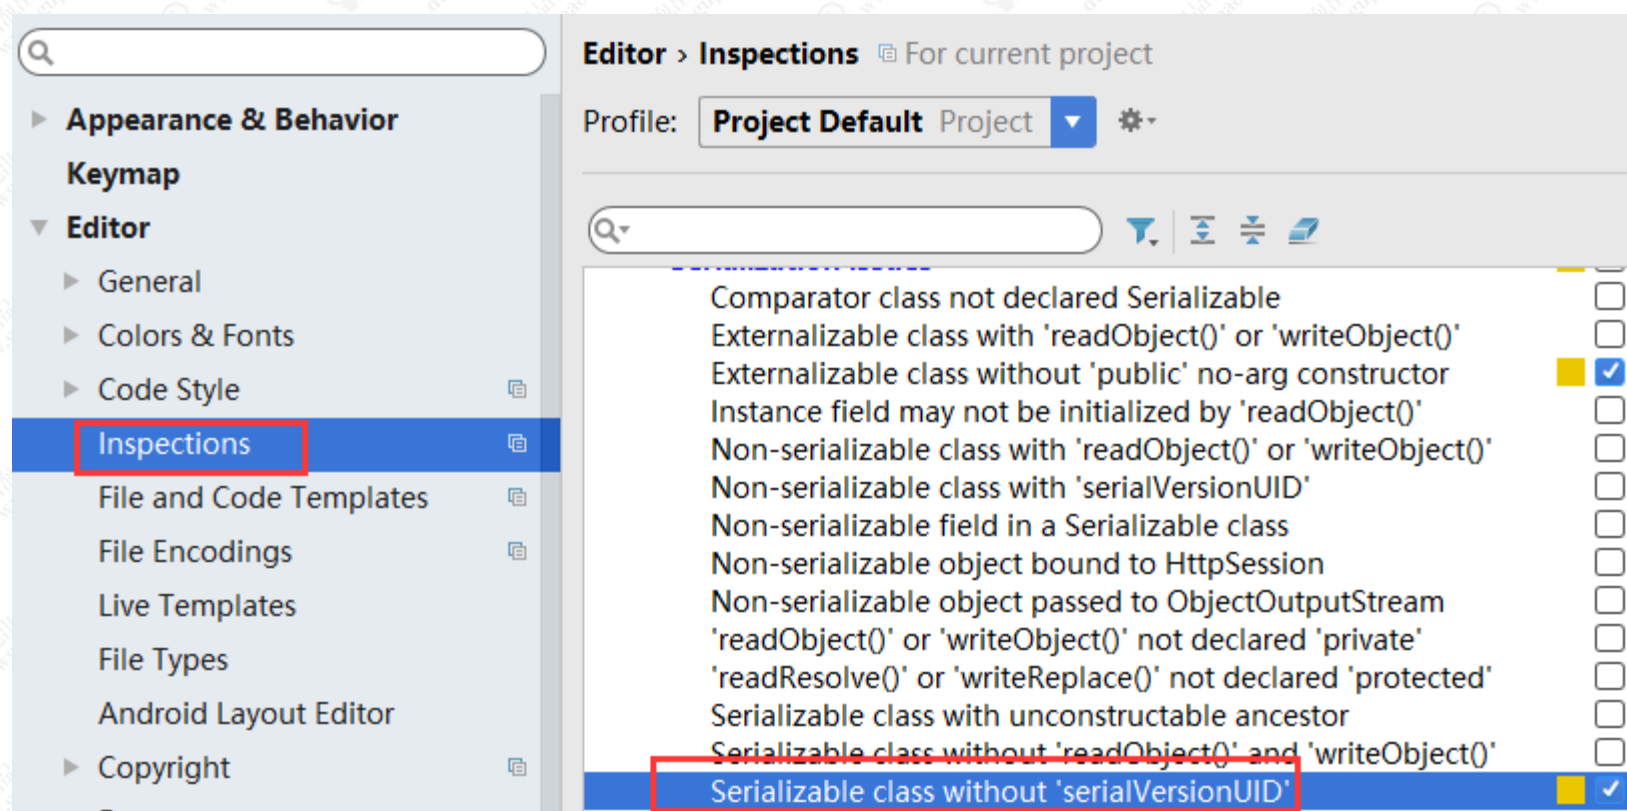 Editor › Inspections For current project
Profile: Project Default Project
Appearance & Behavior
Keymap
Editor
General
Colors & Fonts
Code Style
Inspections
File and Code Templates
File Encodings
Live Templates
File Types
Android Layout Editor
Copyright
Comparator class not declared Serializable
Externalizable class with 'readObject()' or 'writeObject()'
Externalizable class without 'public' no-arg constructor
Instance field may not be initialized by 'readObject()'
Non-serializable class with 'readObject()' or 'writeObject()'
Non-serializable class with 'serialVersionUID'
Non-serializable field in a Serializable class
Non-serializable object bound to HttpSession
Non-serializable object passed to ObjectOutputStream
'readObject()' or 'writeObject()' not declared 'private'
'readResolve()' or 'writeReplace()' not declared 'protected'
Serializable class with unconstructable ancestor
Serializable class without 'readObject()' and 'writeObject()'
Serializable class without 'serialVersionUID'